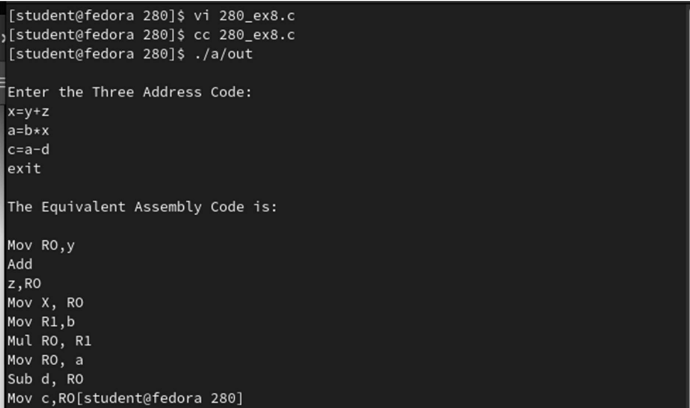 [student@fedora 280]$ vi 280_ex8.c
[student@fedora 280]$ cc 280_ex8.c
[student@fedora 280]$ ./a/out
Enter the Three Address Code:
x=y+z
a=b*x
c=a-d
exit
The Equivalent Assembly Code is:
Mov RO,y
Add
z,RO
Mov X, RO
Mov R1,b
Mul RO, R1
Mov RO, a
Sub d, RO
Mov c,RO[student@fedora 280]